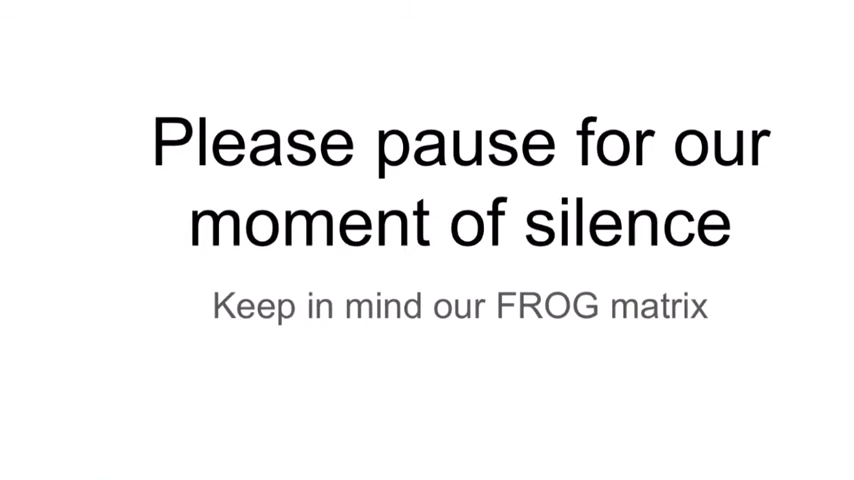 Please pause for our
moment of silence
Keep in mind our FROG matrix